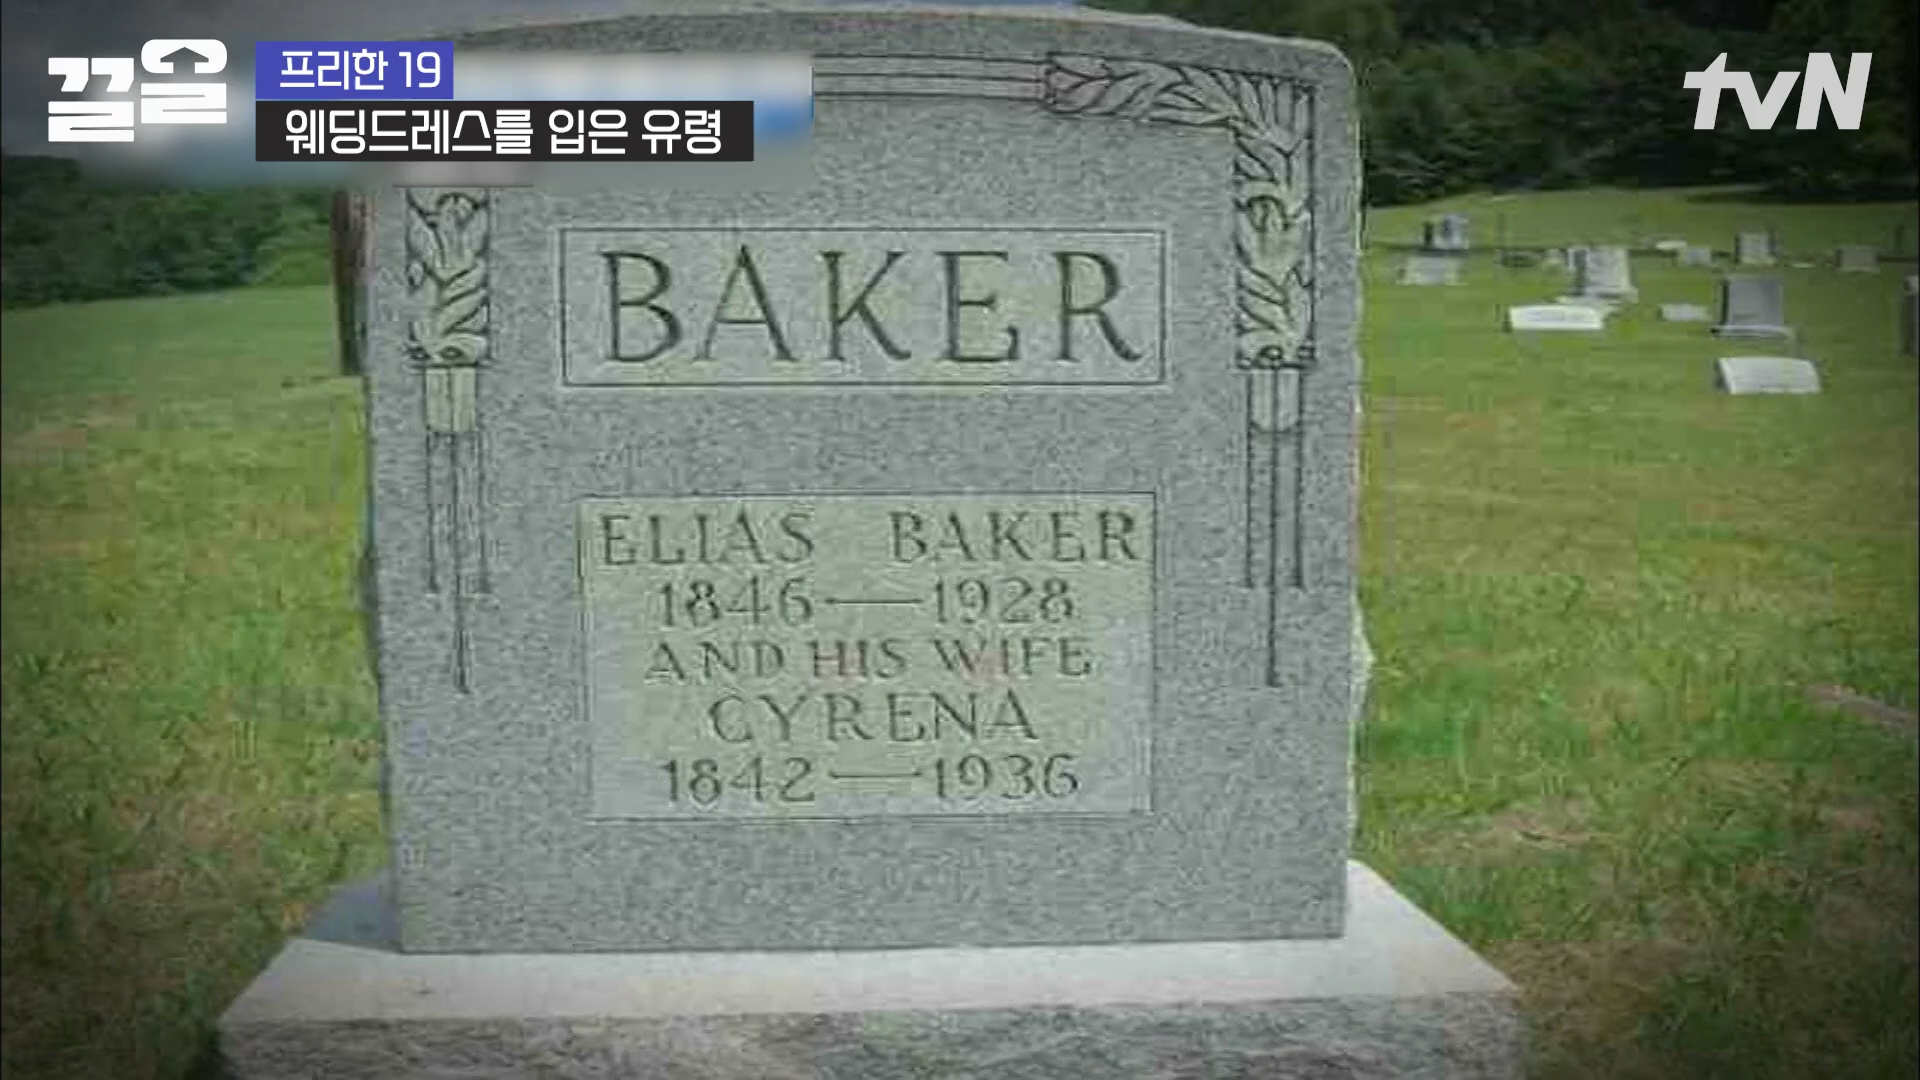 끌올
프리한 19
웨딩드레스를 입은 유령
tvN
BAKER
ELIAS BAKER
1846—1928
AND HIS WIFE
CYRENA
1842—1936